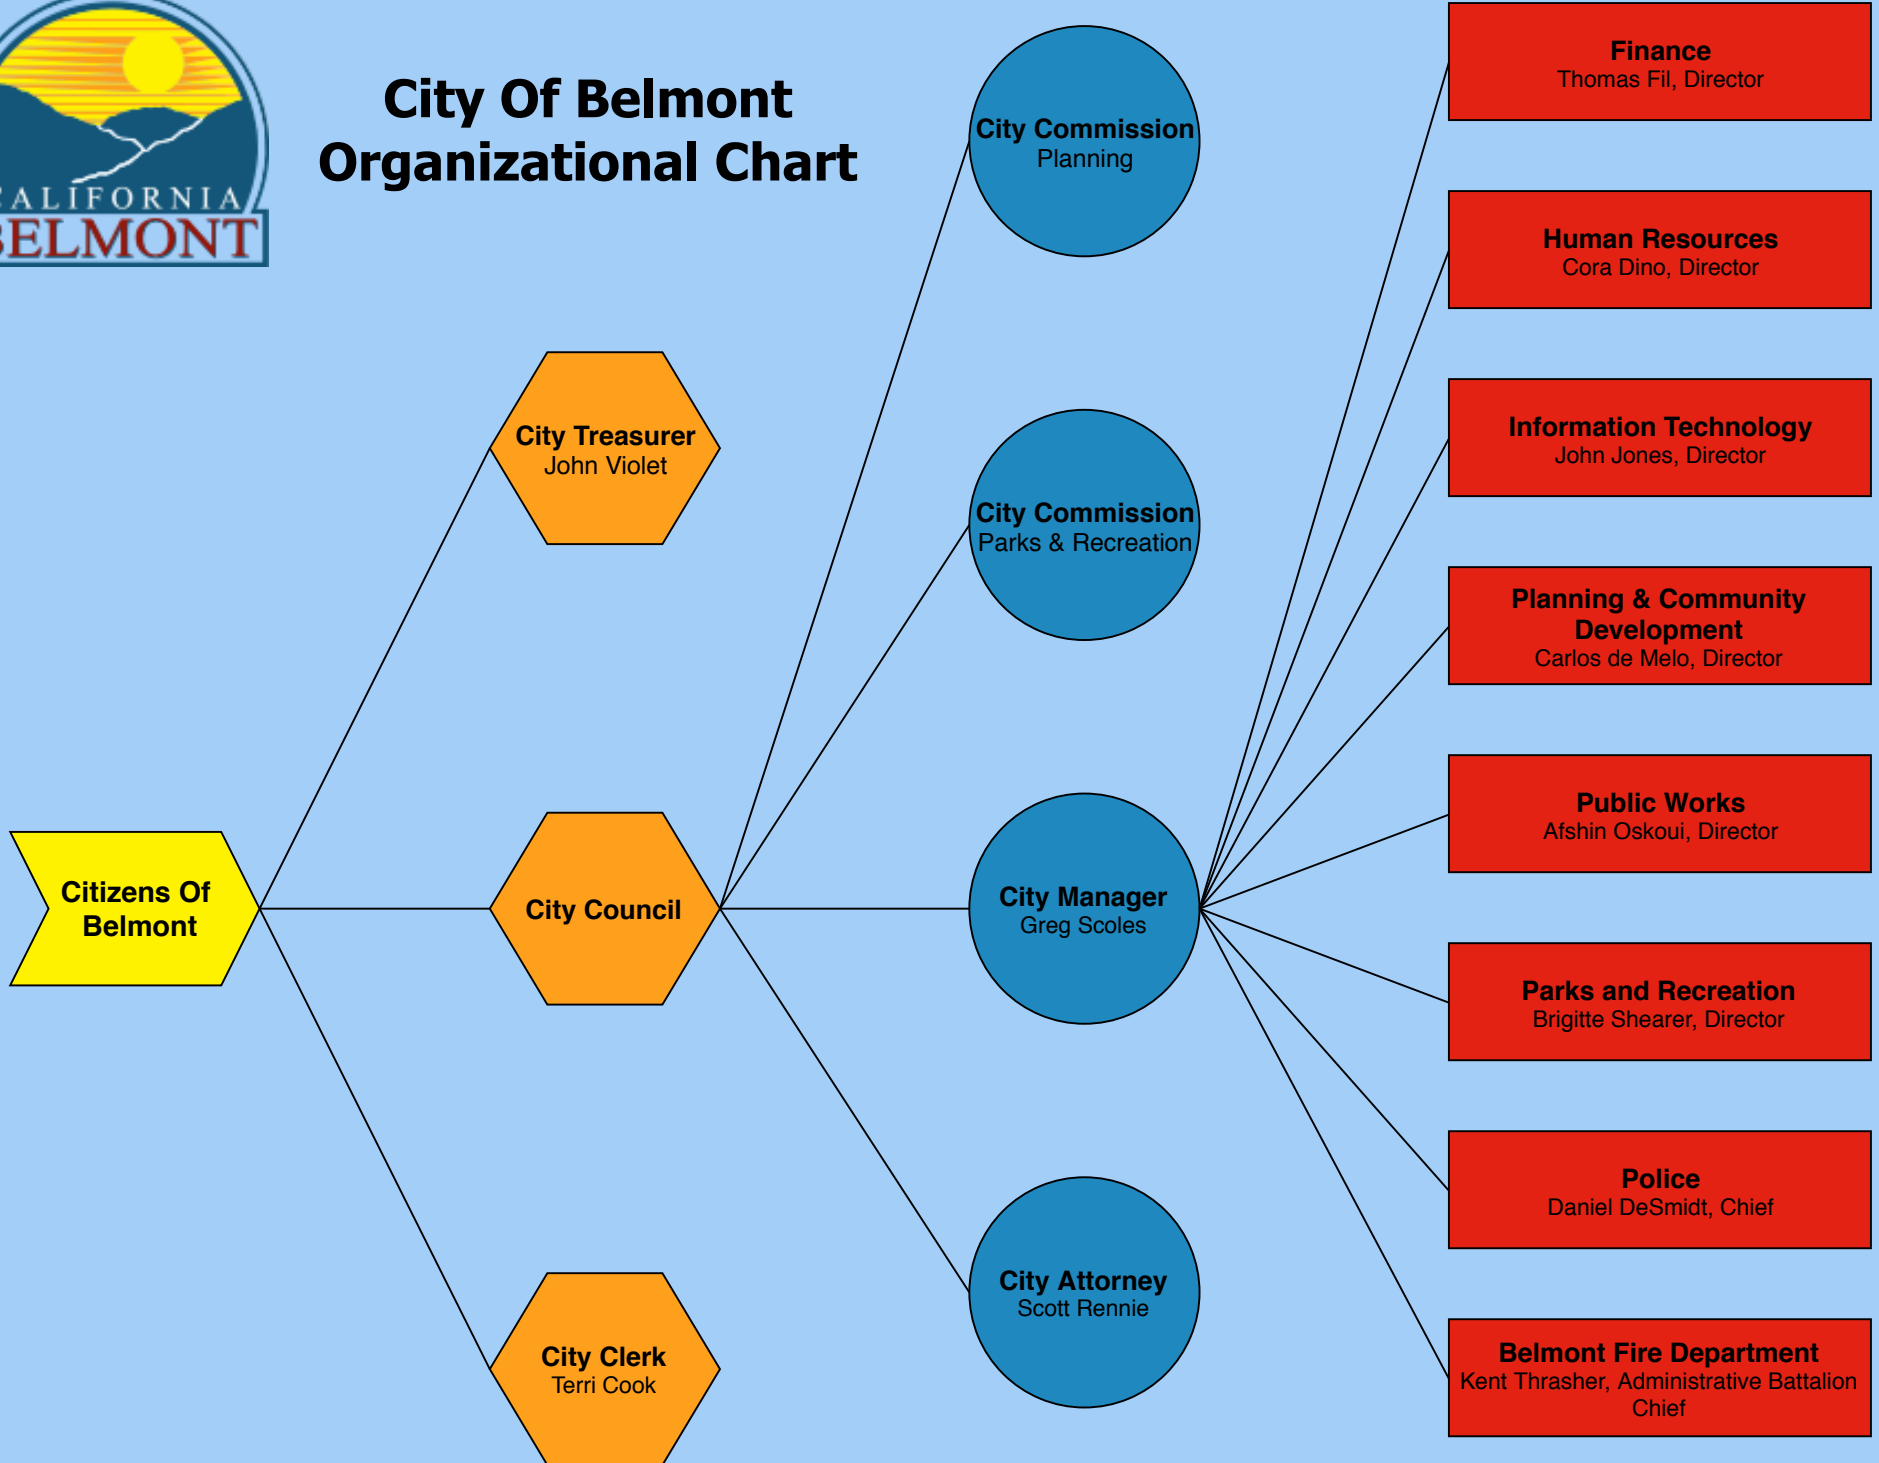 CALIFORNIA
BELMONT
City Of Belmont
Organizational Chart
Citizens Of
Belmont
City Treasurer
John Violet
City Council
City Clerk
Terri Cook
City Commission
Planning
City Commission
Parks & Recreation
City Manager
Greg Scoles
City Attorney
Scott Rennie
Finance
Thomas Fil, Director
Human Resources
Cora Dino, Director
Information Technology
John Jones, Director
Planning & Community
Development
Carlos de Melo, Director
Public Works
Afshin Oskoui, Director
Parks and Recreation
Brigitte Shearer, Director
Police
Daniel DeSmidt, Chief
Belmont Fire Department
Kent Thrasher, Administrative Battalion
Chief